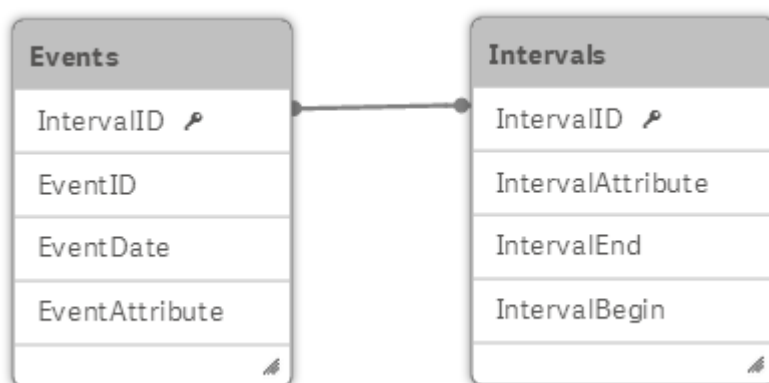 Events
IntervalID
EventID
EventDate
EventAttribute
Intervals
IntervalID
IntervalAttribute
IntervalEnd
IntervalBegin